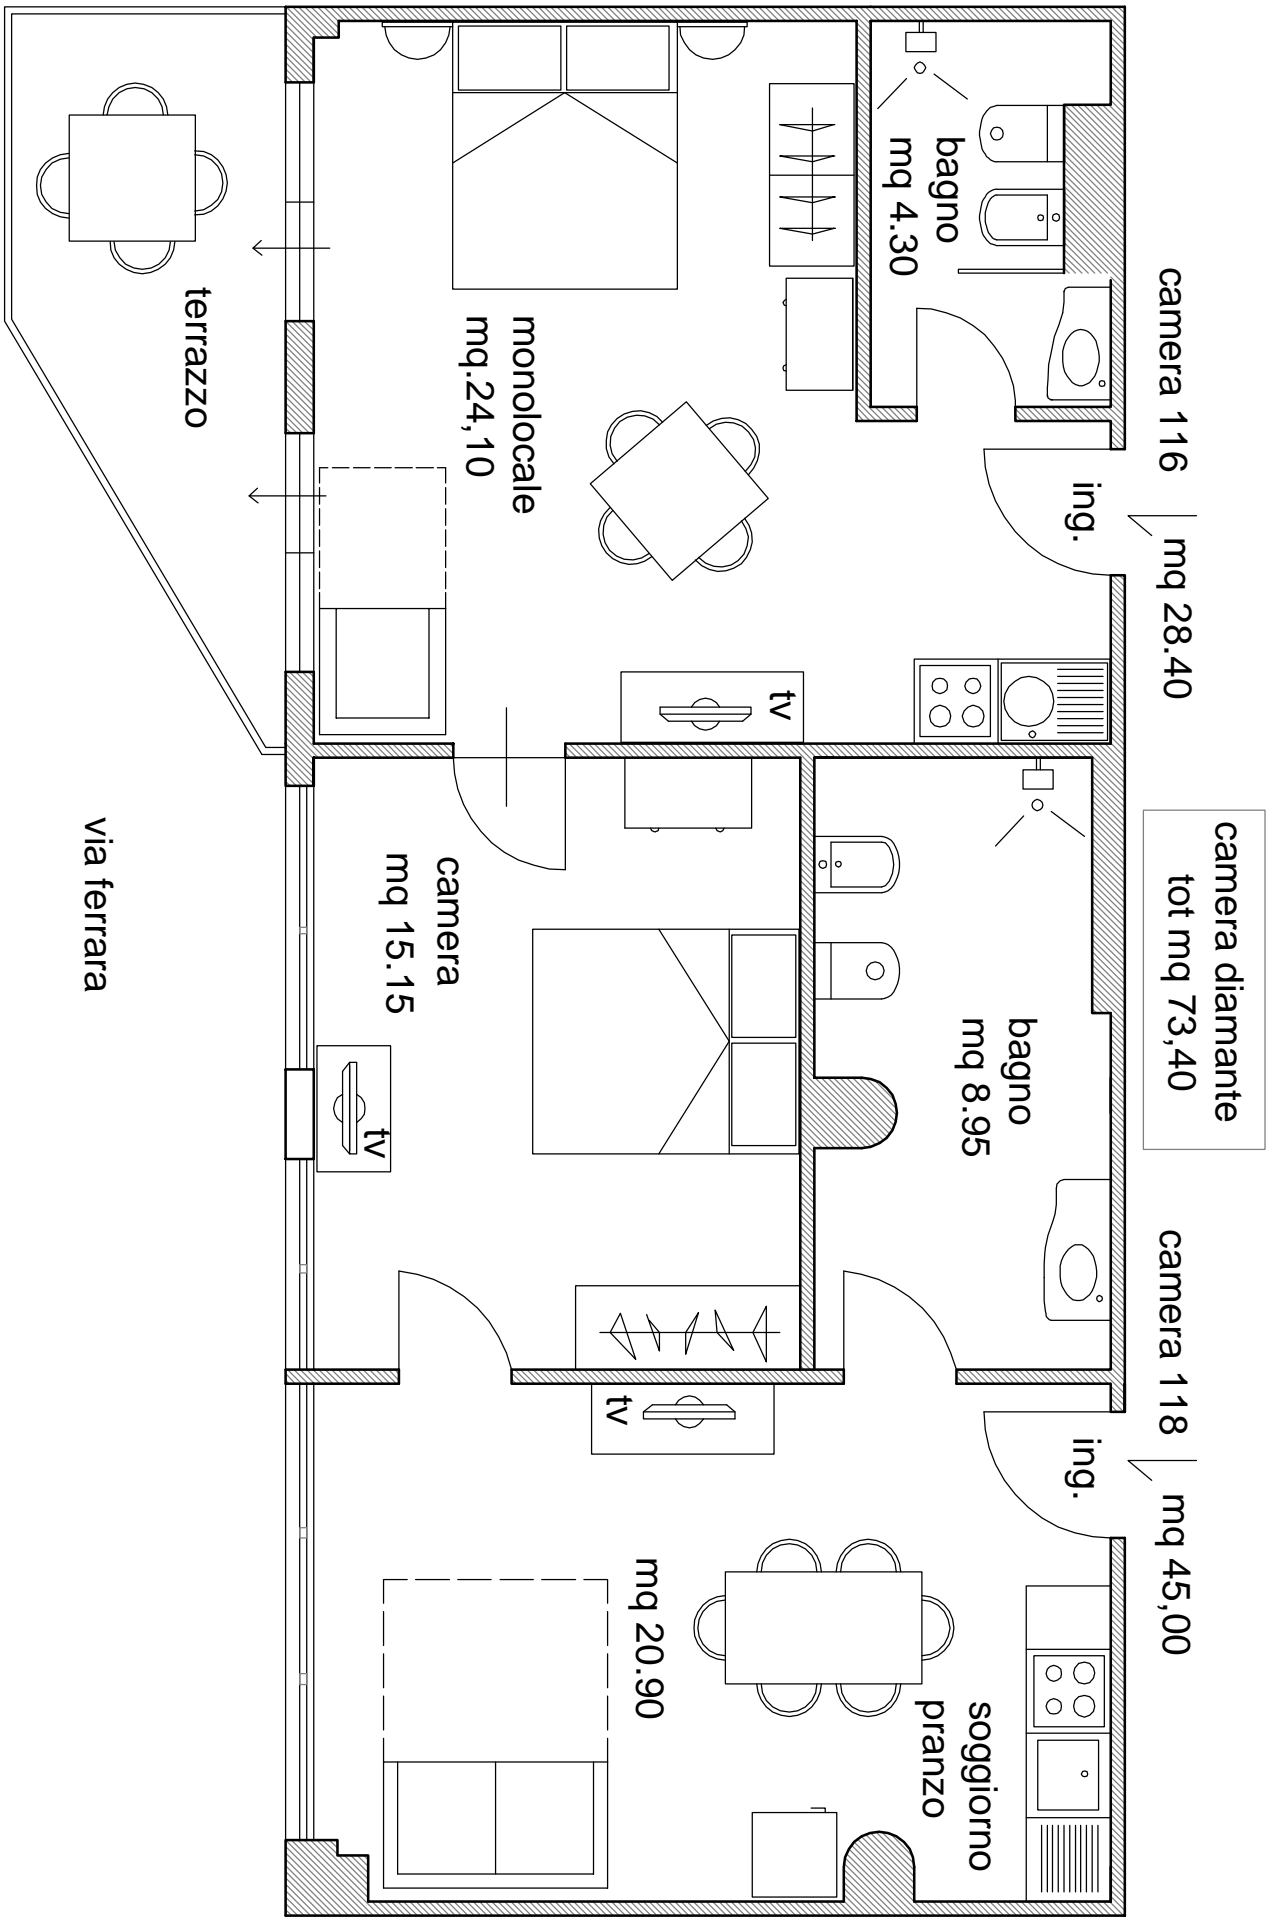 camera 116
mq 28.40
camera diamante
tot mq 73,40
camera 118
mq 45,00
bagno
mq 4.30
ing.
monolocale
mq.24,10
tv
terrazzo
bagno
mq 8.95
camera
mq 15.15
tv
via ferrara
ing.
tv
soggiorno
pranzo
mq 20.90